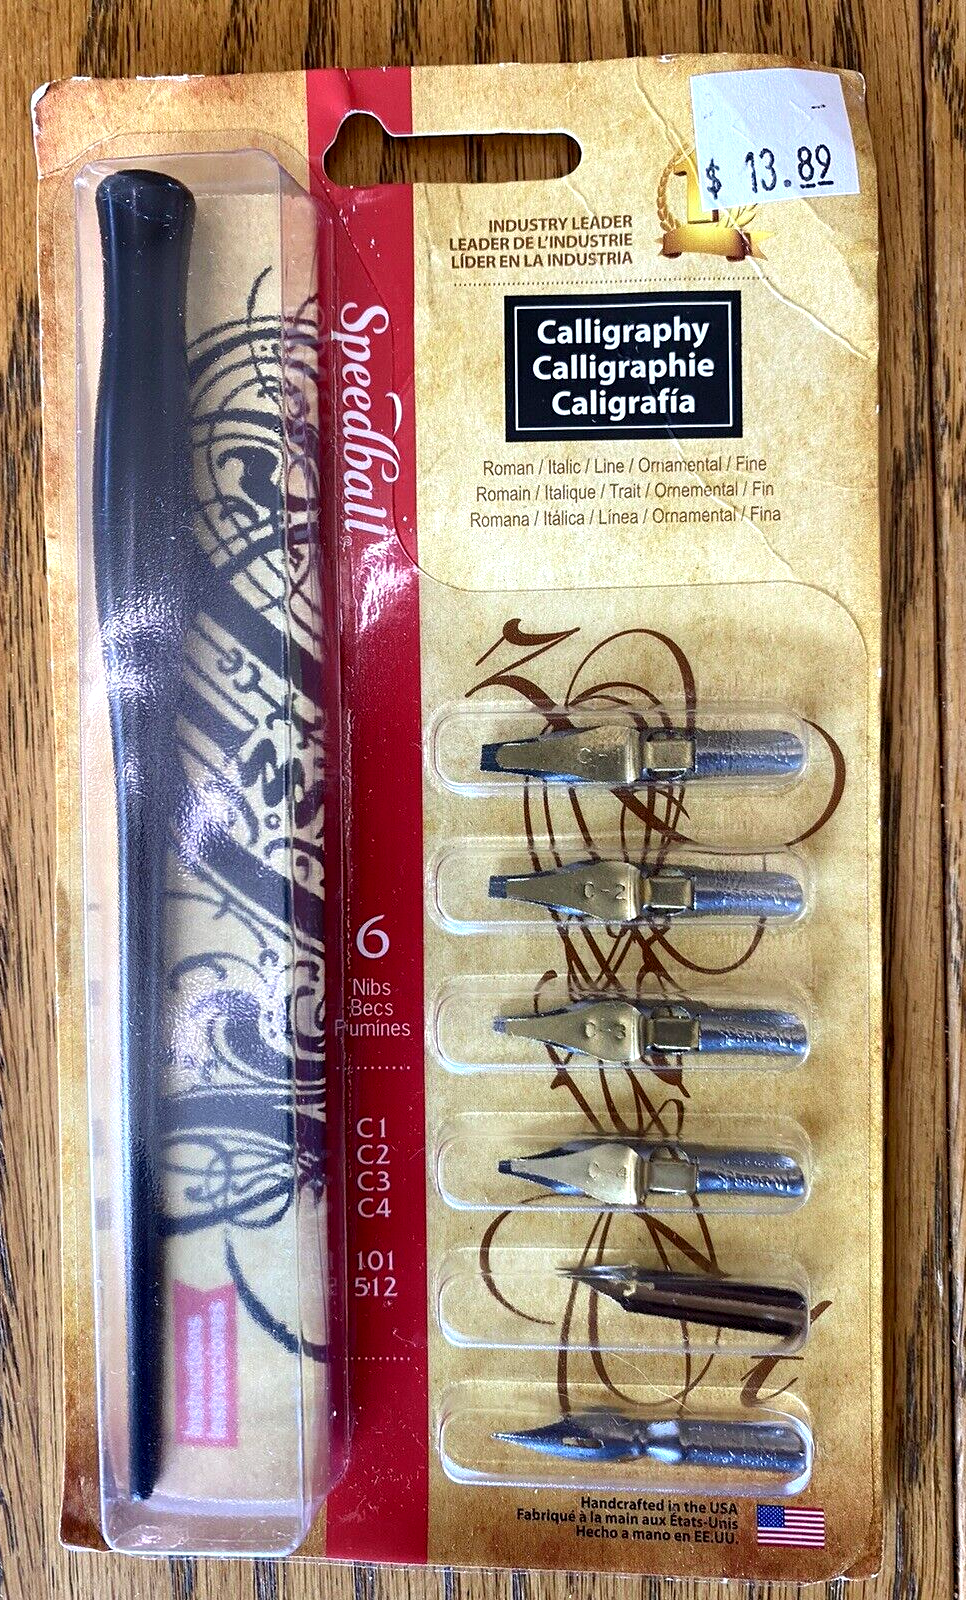 $ 13.89
INDUSTRY LEADER
LEADER DE L'INDUSTRIE
LÍDER EN LA INDUSTRIA
Calligraphy
Calligraphie
Caligrafía
Roman / Italic / Line / Ornamental / Fine
Romain / Italique / Trait / Ornemental / Fin
Romana / Itálica / Línea / Ornamental / Fina
Speedball®
6
Nibs
Becs
Plumines
C1
C2
C3
C4
101
512
C-2
C-3
C-4
Handcrafted in the USA
Fabriqué à la main aux États-Unis
Hecho a mano en EE.UU.